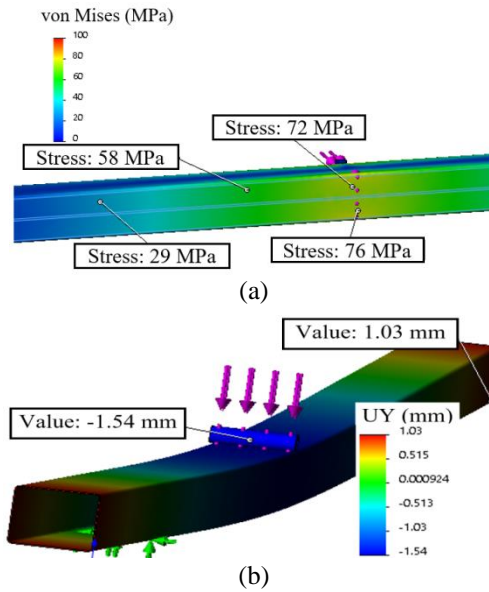 von Mises (MPa)
100
80
60
40
20
0
Stress: 58 MPa
Stress: 72 MPa
Stress: 29 MPa
Stress: 76 MPa
(a)
Value: 1.03 mm
Value: -1.54 mm
UY (mm)
1.03
0.515
0.000924
-0.513
-1.03
-1.54
(b)